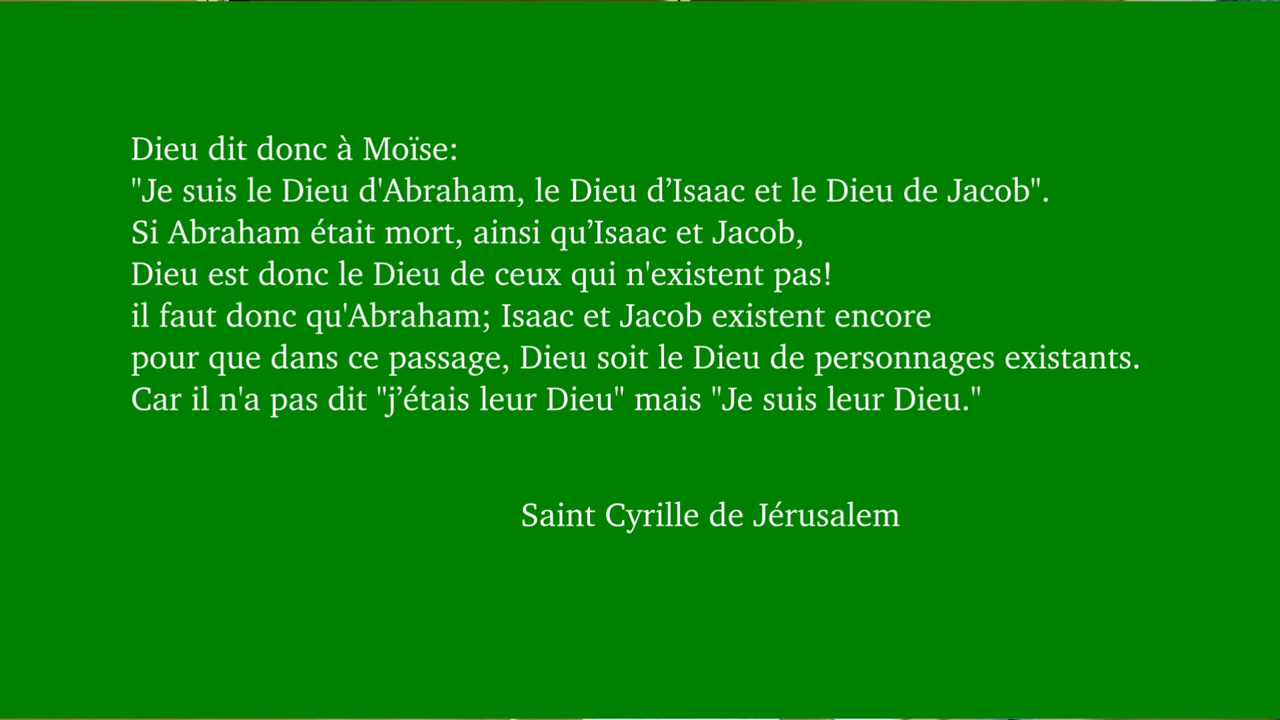 Dieu dit donc à Moïse:
"Je suis le Dieu d'Abraham, le Dieu d’Isaac et le Dieu de Jacob".
Si Abraham était mort, ainsi qu’Isaac et Jacob,
Dieu est donc le Dieu de ceux qui n'existent pas!
il faut donc qu'Abraham; Isaac et Jacob existent encore
pour que dans ce passage, Dieu soit le Dieu de personnages existants.
Car il n'a pas dit "j’étais leur Dieu" mais "Je suis leur Dieu."
Saint Cyrille de Jérusalem